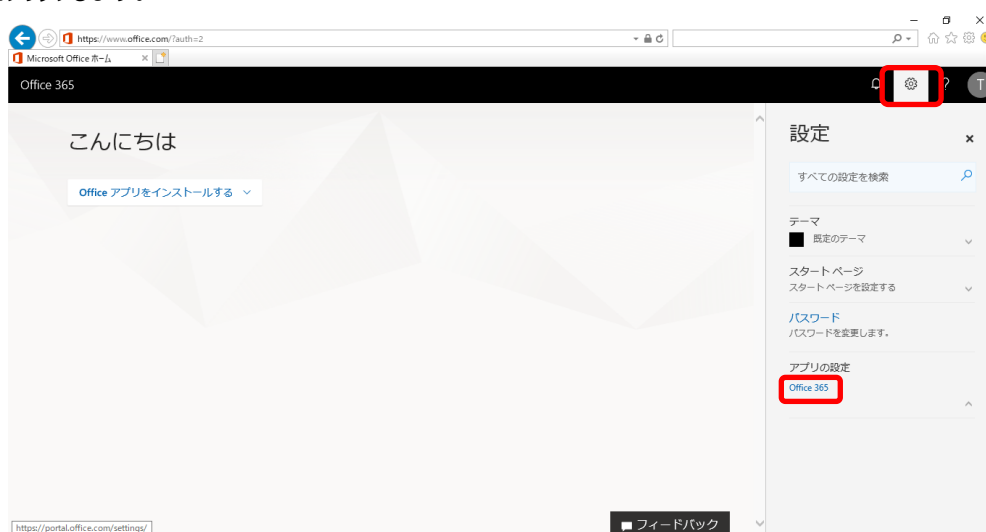 https://www.office.com/?auth=2
Microsoft Office ホーム
Office 365
?
T
こんにちは
Office アプリをインストールする
設定
すべての設定を検索
テーマ
既定のテーマ
スタート ページ
スタート ページを設定する
パスワード
パスワードを変更します。
アプリの設定
Office 365
フィードバック
https://portal.office.com/settings/